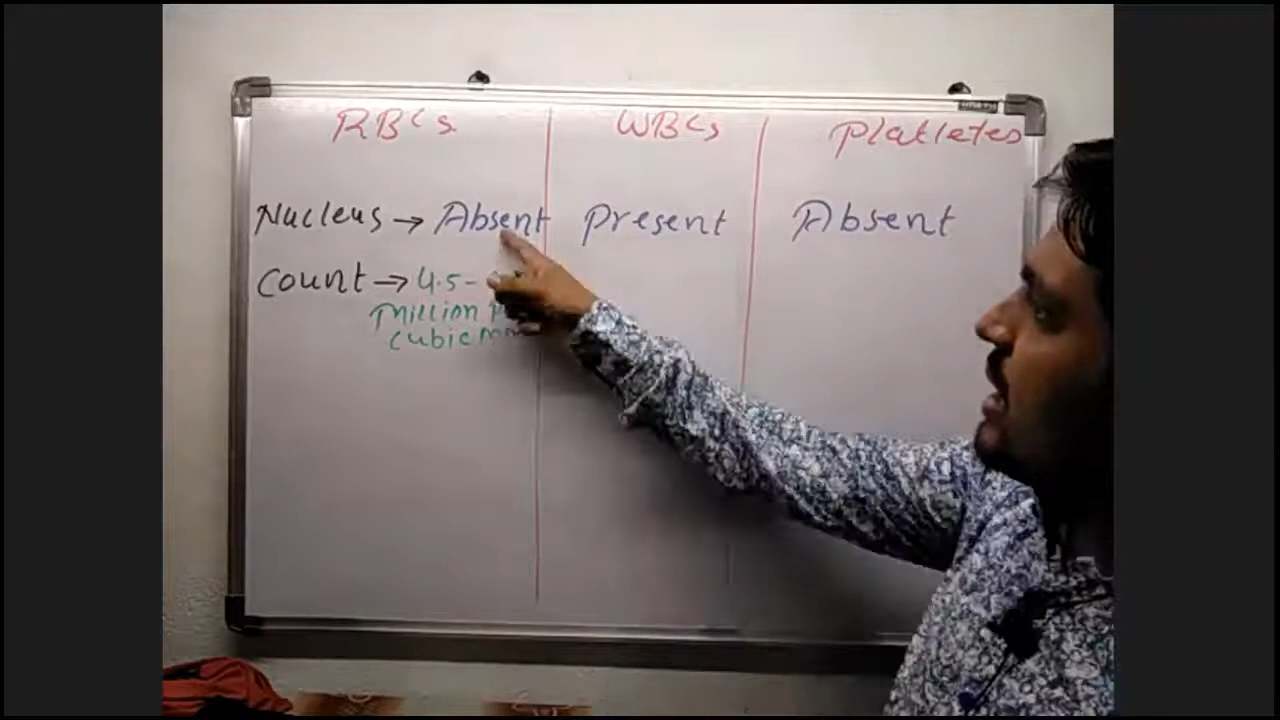 RBCs. WBCs Platletes
Nucleus → Absent Present Absent
Count → 4.5-
Million
cubic